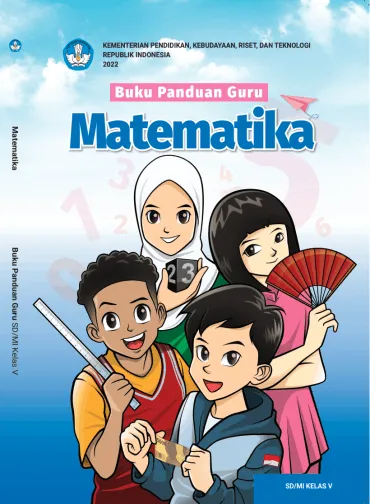 KEMENTERIAN PENDIDIKAN, KEBUDAYAAN, RISET, DAN TEKNOLOGI
REPUBLIK INDONESIA
2022
Buku Panduan Guru
Matematika
Matematika
Buku Panduan Guru SD/MI Kelas V
23
SD/MI KELAS V